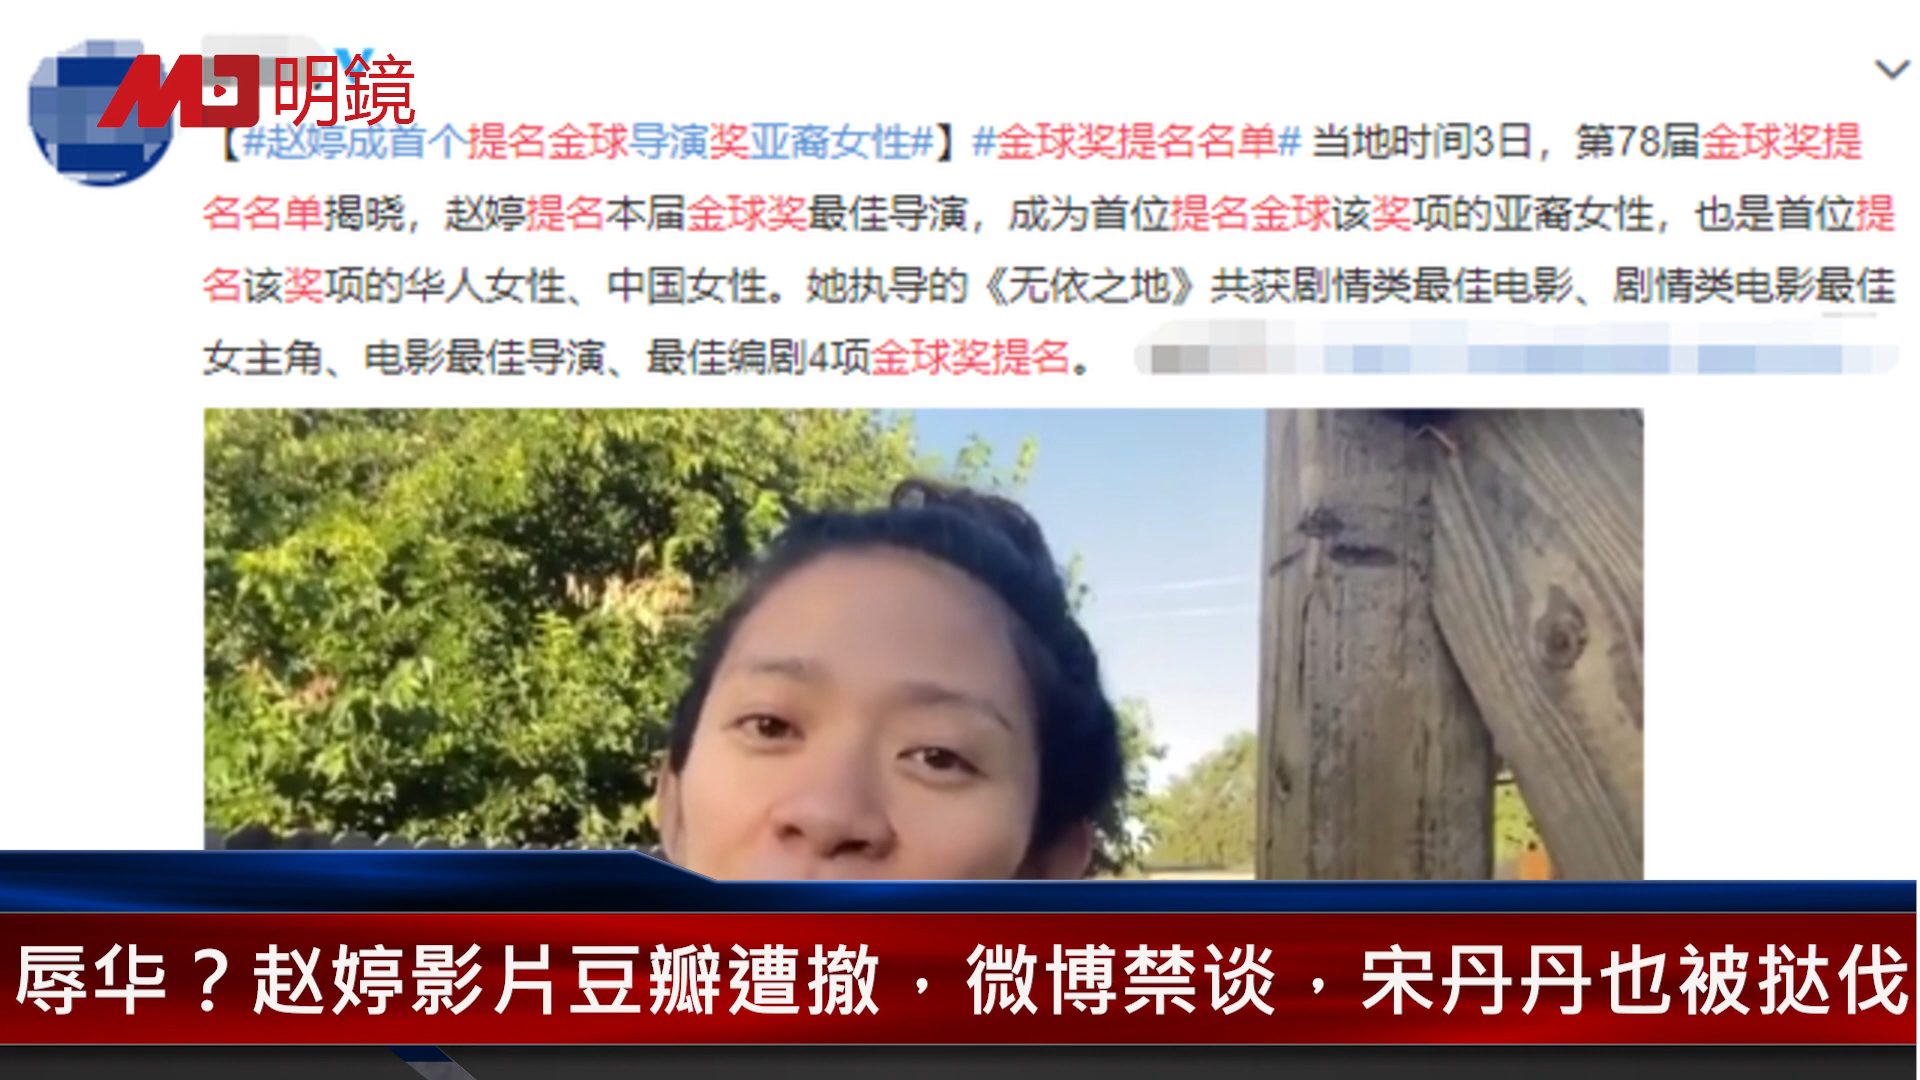 明鏡
【#赵婷成首个提名金球导演奖亚裔女性#】#金球奖提名名单# 当地时间3日，第78届金球奖提
名名单揭晓，赵婷提名本届金球奖最佳导演，成为首位提名金球该奖项的亚裔女性，也是首位提
名该奖项的华人女性、中国女性。她执导的《无依之地》共获剧情类最佳电影、剧情类电影最佳
女主角、电影最佳导演、最佳编剧4项金球奖提名。
辱华？赵婷影片豆瓣遭撤，微博禁谈，宋丹丹也被挞伐